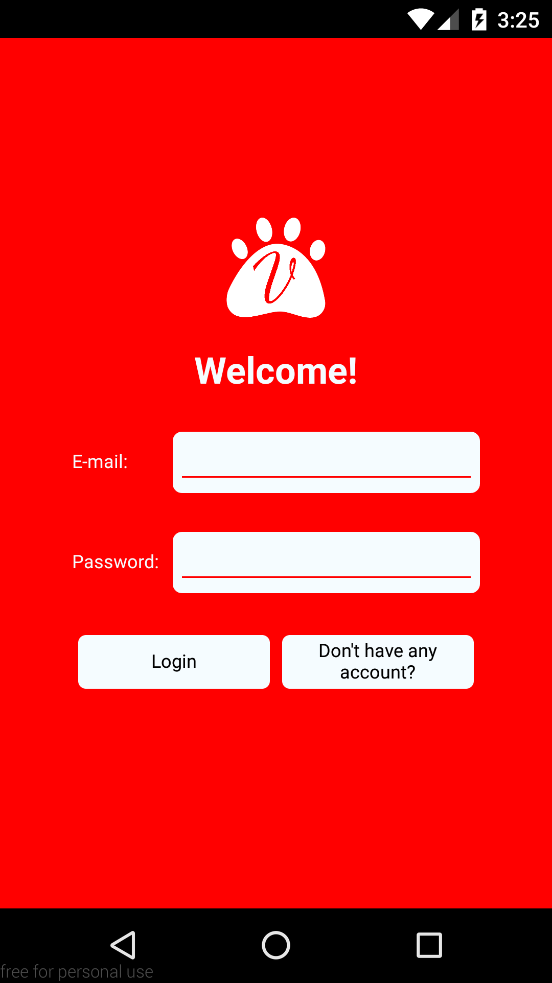 3:25
V
Welcome!
E-mail:
Password:
Login
Don't have any
account?
free for personal use